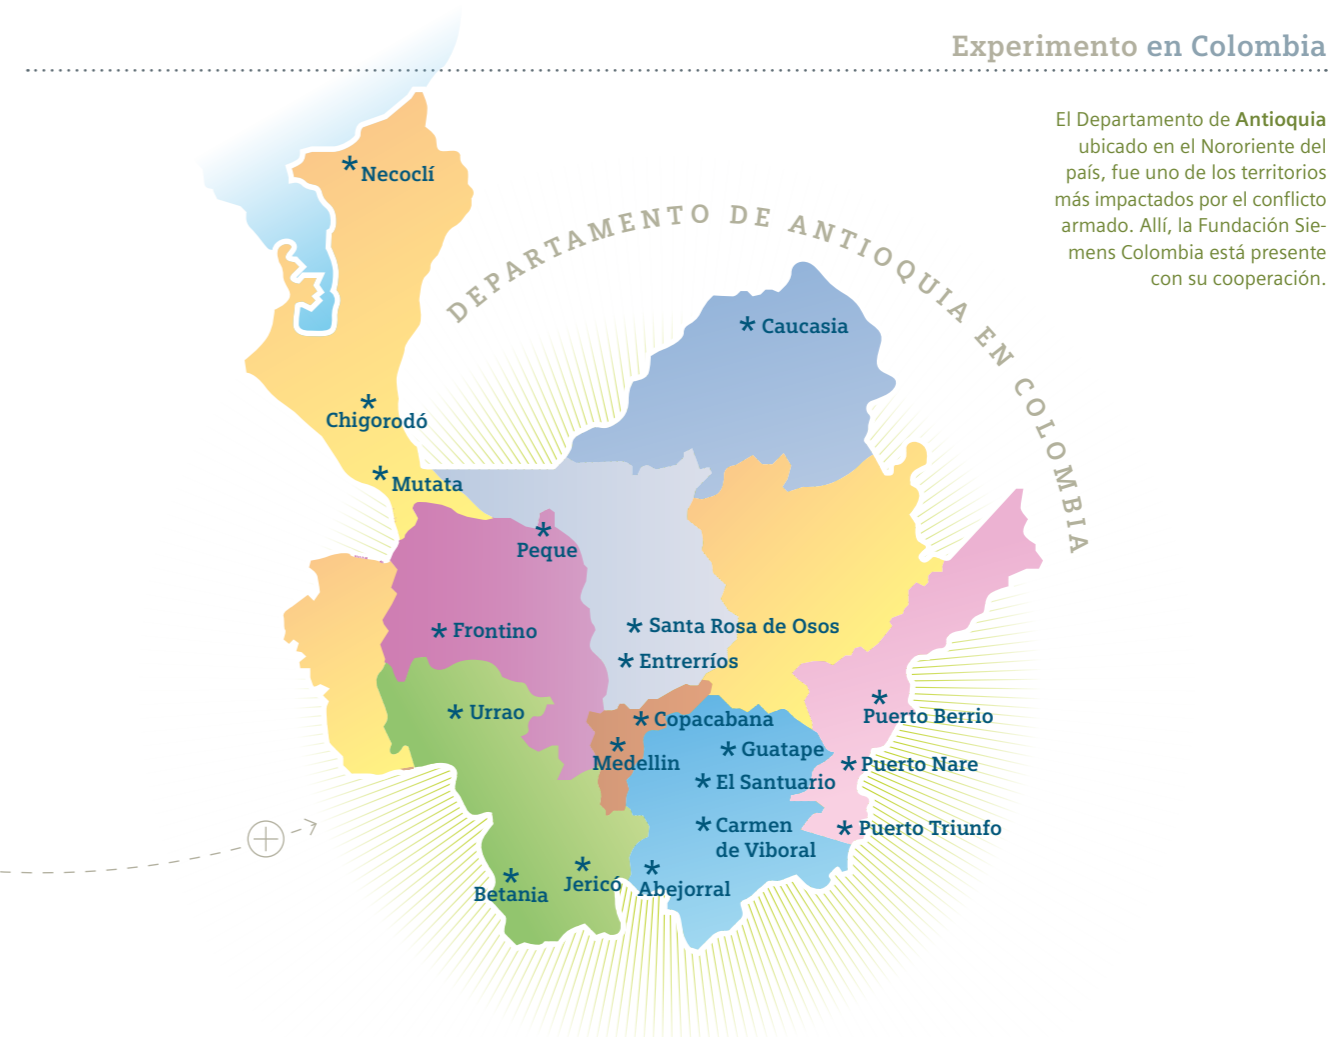 Experimento en Colombia
El Departamento de Antioquia
ubicado en el Nororiente del
país, fue uno de los territorios
más impactados por el conflicto
armado. Allí, la Fundación Sie-
mens Colombia está presente
con su cooperación.
DEPARTAMENTO DE ANTIOQUIA EN COLOMBIA
* Necoclí
* Caucasia
* Chigorodó
* Mutata
* Peque
* Frontino
* Santa Rosa de Osos
* Entrerríos
* Urrao
* Copacabana
* Medellin
* Guatape
* El Santuario
* Carmen
de Viboral
* Puerto Berrio
* Puerto Nare
* Puerto Triunfo
* Betania
* Jericó
* Abejorral